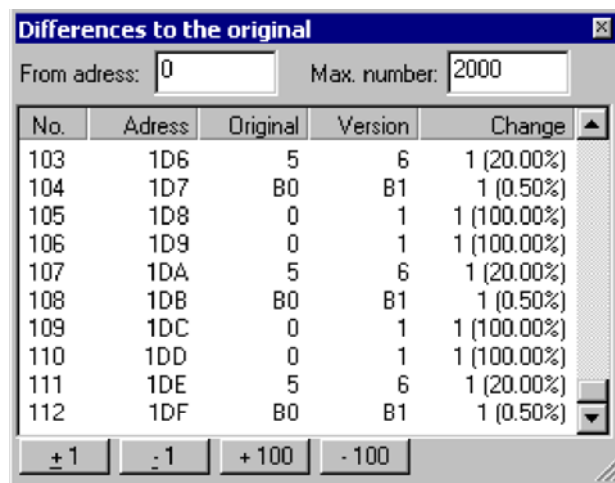 Differences to the original
From adress: 0 Max. number: 2000
No. Adress Original Version Change
103 1D6 5 6 1 (20.00%)
104 1D7 B0 B1 1 (0.50%)
105 1D8 0 1 1 (100.00%)
106 1D9 0 1 1 (100.00%)
107 1DA 5 6 1 (20.00%)
108 1DB B0 B1 1 (0.50%)
109 1DC 0 1 1 (100.00%)
110 1DD 0 1 1 (100.00%)
111 1DE 5 6 1 (20.00%)
112 1DF B0 B1 1 (0.50%)
+ 1 - 1 + 100 - 100